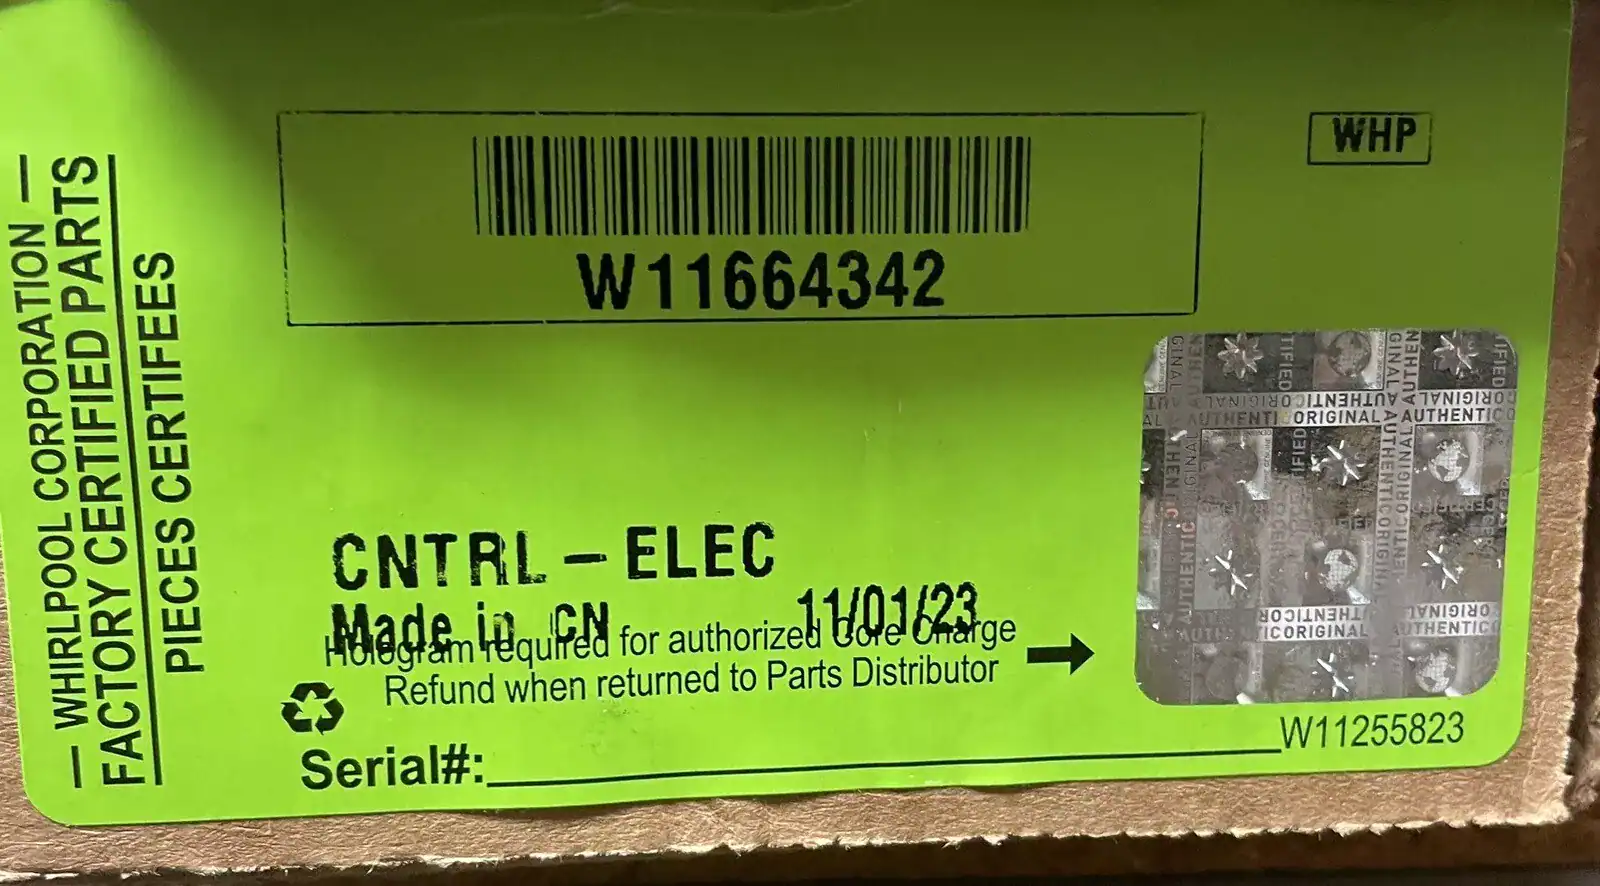 WHIRLPOOL CORPORATION
FACTORY CERTIFIED PARTS
PIECES CERTIFIEES
WHP
W11664342
CNTRL-ELEC
Made in CN 11/01/23
Hologram required for authorized Core Charge
Refund when returned to Parts Distributor
ORIGINAL AUTHENTIC
Serial#:
W11255823